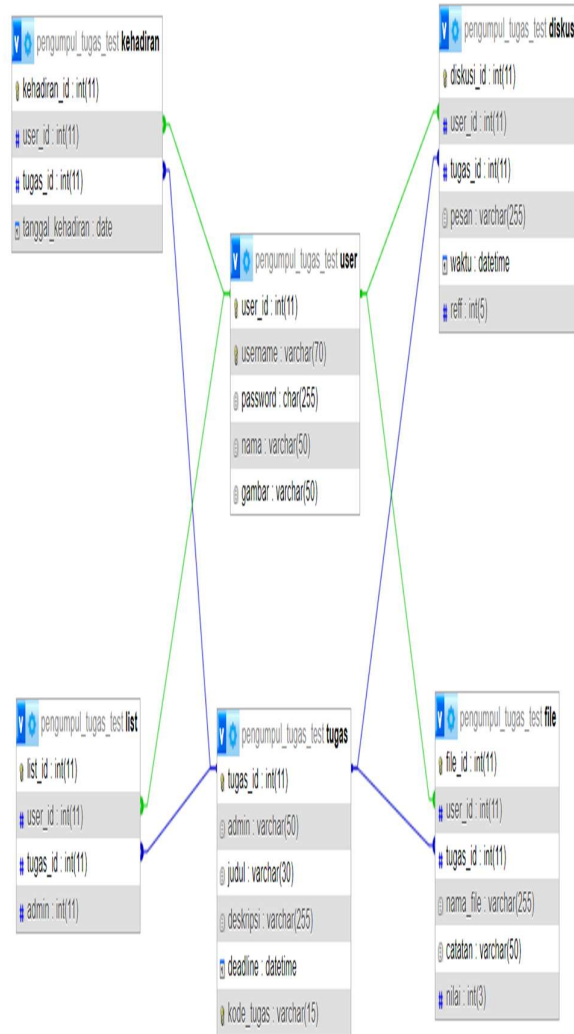 pengumpul_tugas_test kehadiran
kehadiran_id : int(11)
user_id : int(11)
tugas_id : int(11)
tanggal_kehadiran : date
pengumpul_tugas_test diskusi
diskusi_id : int(11)
user_id : int(11)
tugas_id : int(11)
pesan : varchar(255)
waktu : datetime
reff : int(5)
pengumpul_tugas_test user
user_id : int(11)
username : varchar(70)
password : char(255)
nama : varchar(50)
gambar : varchar(50)
pengumpul_tugas_test list
list_id : int(11)
user_id : int(11)
tugas_id : int(11)
admin : int(11)
pengumpul_tugas_test tugas
tugas_id : int(11)
admin : varchar(50)
judul : varchar(30)
deskripsi : varchar(255)
deadline : datetime
kode_tugas : varchar(15)
pengumpul_tugas_test file
file_id : int(11)
user_id : int(11)
tugas_id : int(11)
nama_file : varchar(255)
catatan : varchar(50)
nilai : int(3)